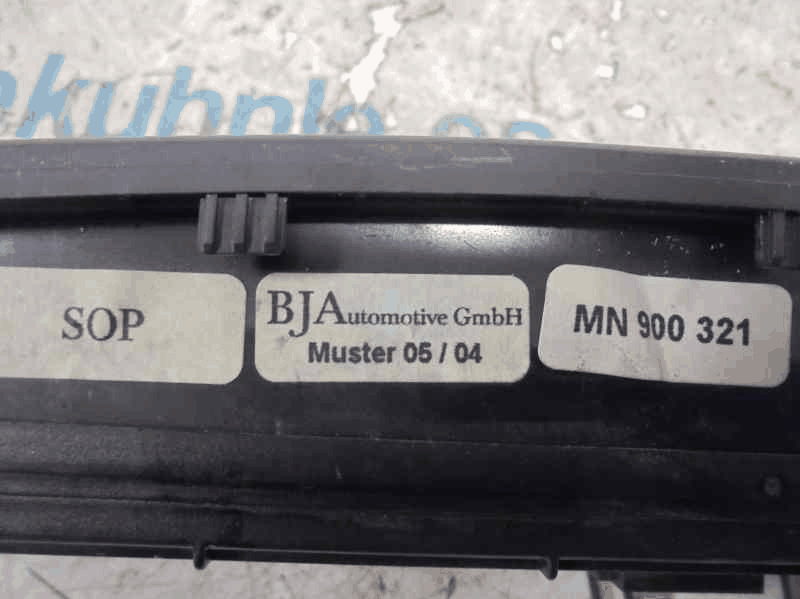 SOP
BJAutomotive GmbH
Muster 05 / 04
MN 900 321